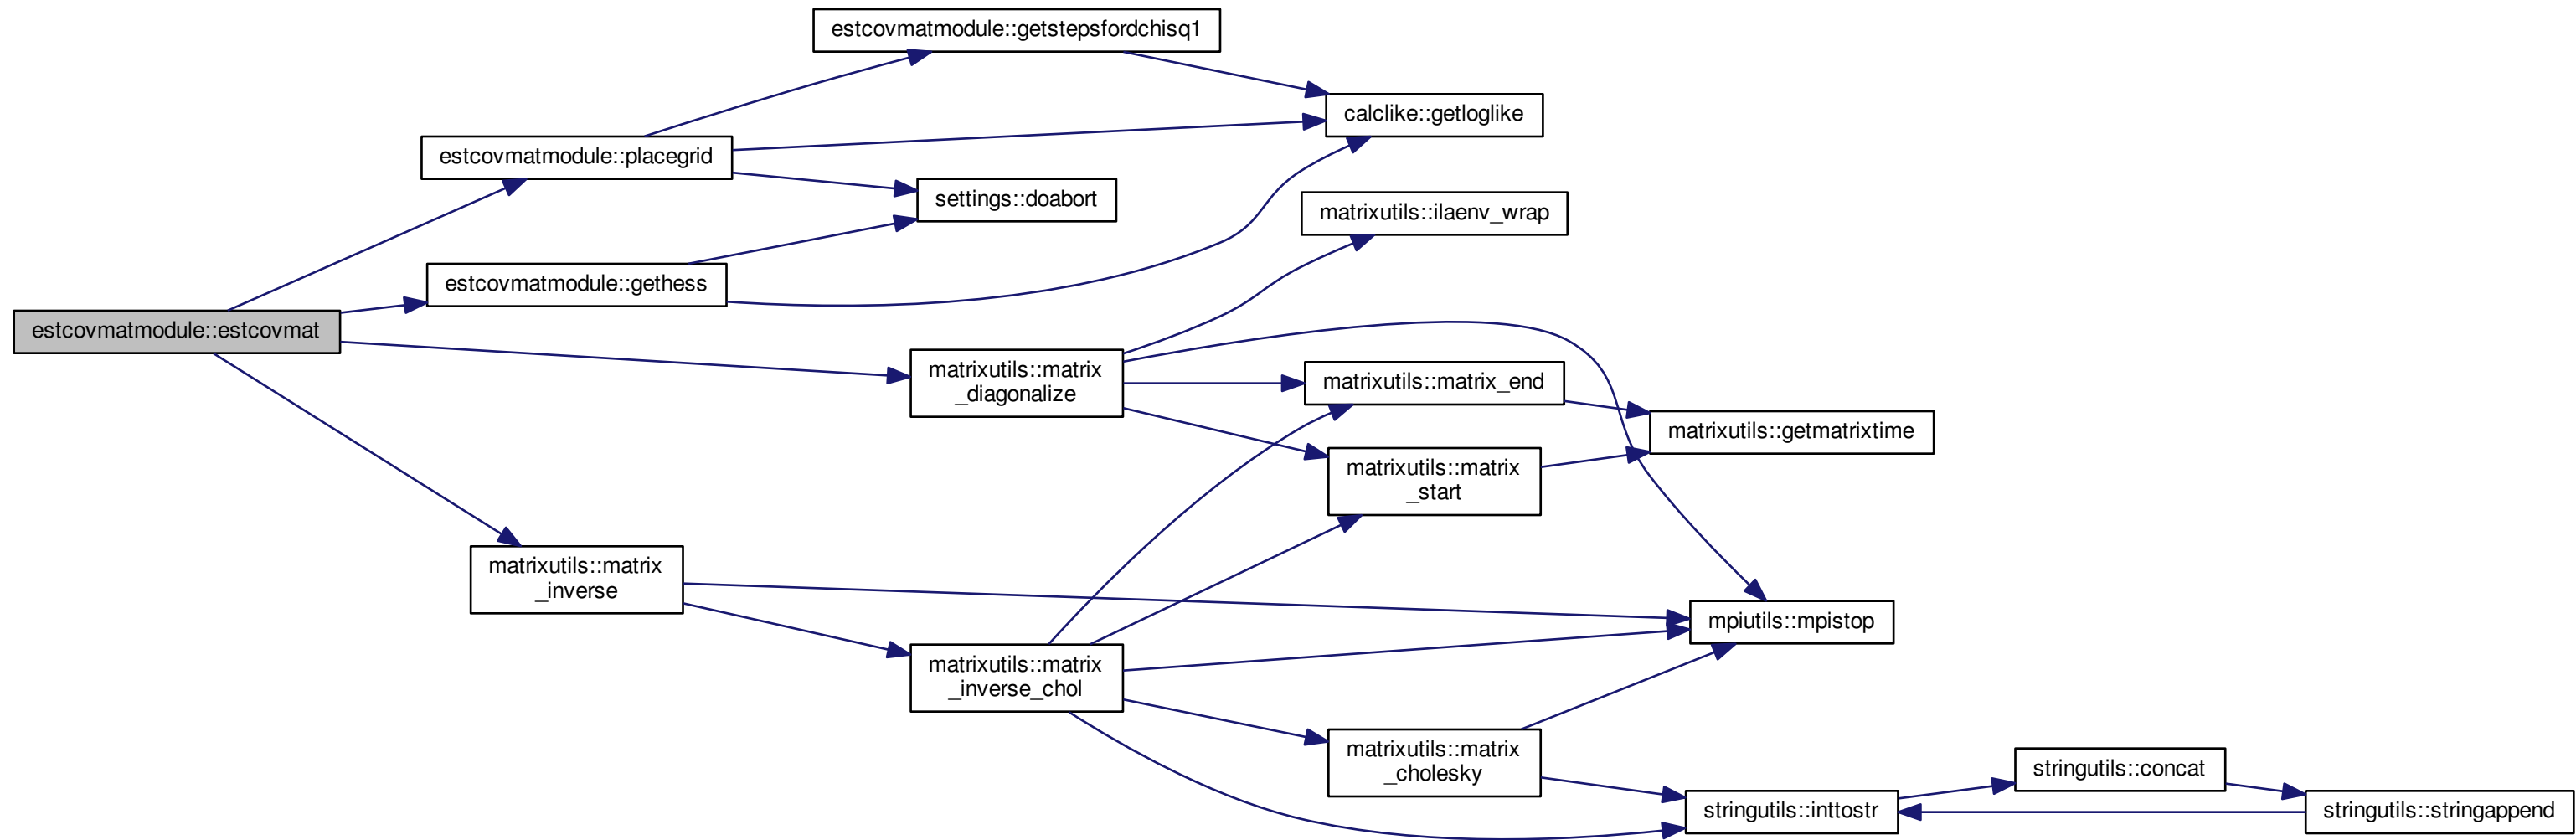 estcovmatmodule::getstepsfordchisq1
calclike::getloglike
estcovmatmodule::placegrid
settings::doabort
matrixutils::ilaenv_wrap
estcovmatmodule::gethess
estcovmatmodule::estcovmat
matrixutils::matrix
_diagonalize
matrixutils::matrix_end
matrixutils::getmatrixtime
matrixutils::matrix
_start
matrixutils::matrix
_inverse
mpiutils::mpistop
matrixutils::matrix
_inverse_chol
matrixutils::matrix
_cholesky
stringutils::concat
stringutils::inttostr
stringutils::stringappend